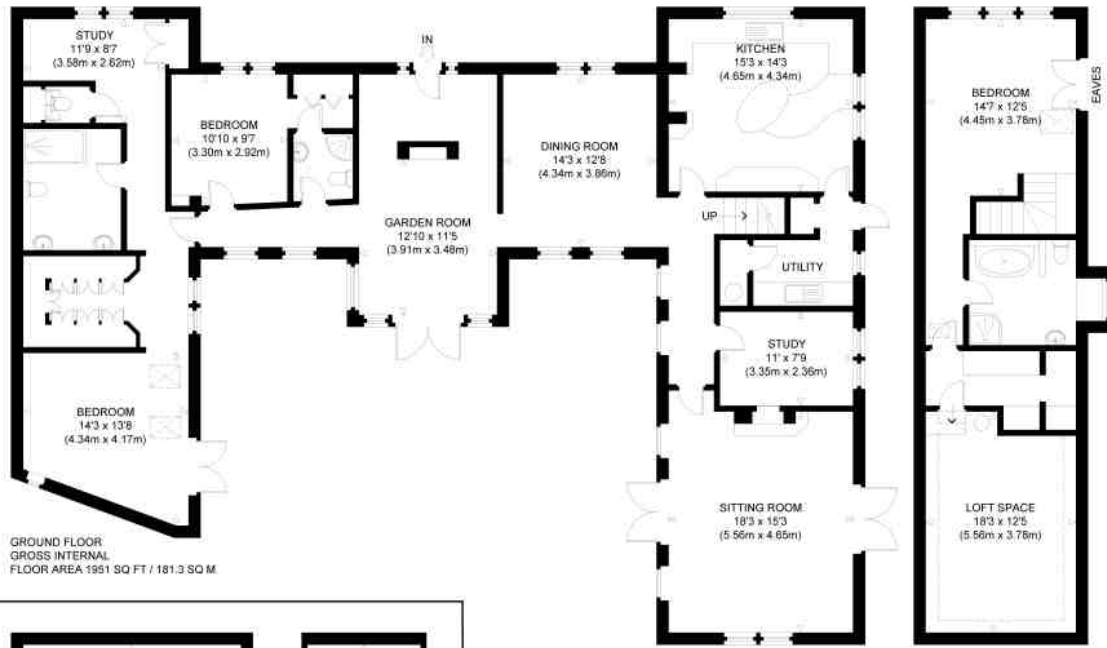 STUDY
11'9 x 8'7
(3.58m x 2.62m)
IN
KITCHEN
15'3 x 14'3
(4.65m x 4.34m)
BEDROOM
10'10 x 9'7
(3.30m x 2.92m)
DINING ROOM
14'3 x 12'8
(4.34m x 3.86m)
BEDROOM
14'7 x 12'5
(4.45m x 3.78m)
EAVES
GARDEN ROOM
12'10 x 11'5
(3.91m x 3.48m)
UP
UTILITY
STUDY
11' x 7'9
(3.35m x 2.36m)
BEDROOM
14'3 x 13'8
(4.34m x 4.17m)
SITTING ROOM
18'3 x 15'3
(5.56m x 4.65m)
LOFT SPACE
18'3 x 12'5
(5.56m x 3.78m)
GROUND FLOOR
GROSS INTERNAL
FLOOR AREA 1951 SQ FT / 181.3 SQ M